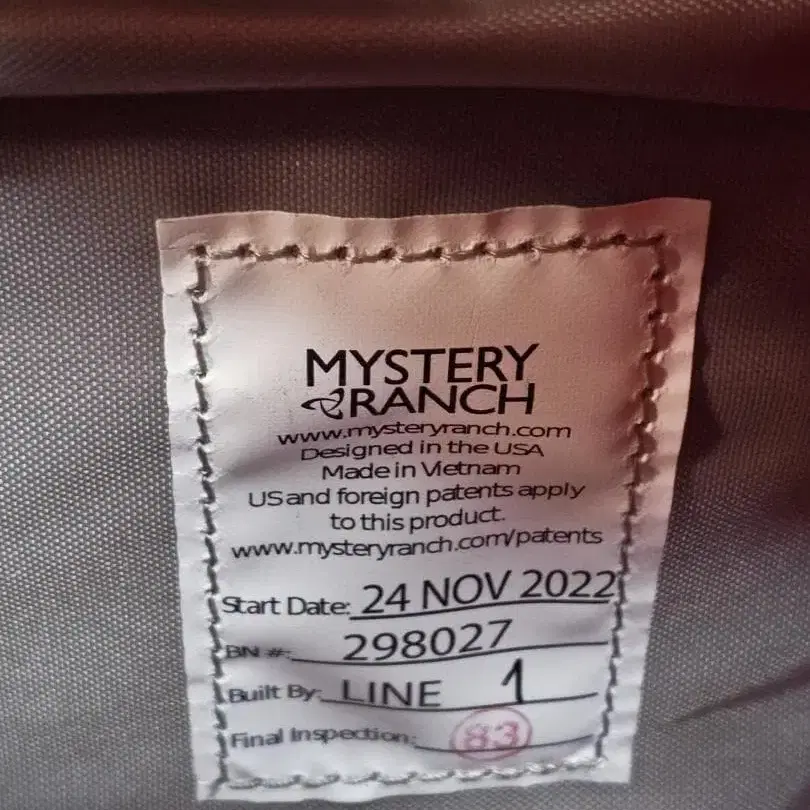 MYSTERY
RANCH
www.mysteryranch.com
Designed in the USA
Made in Vietnam
US and foreign patents apply
to this product.
www.mysteryranch.com/patents
Start Date: 24 NOV 2022
BN #: 298027
Built By: LINE 1
Final Inspection: 83